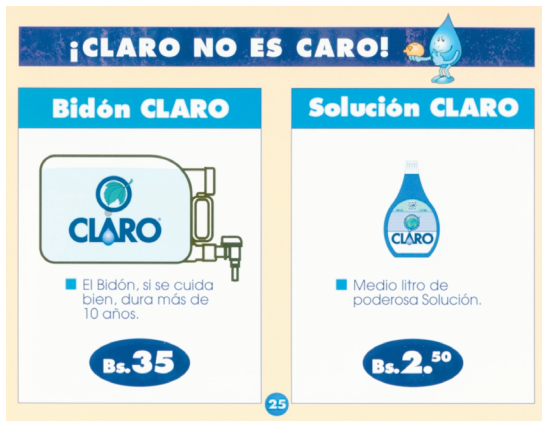 ¡CLARO NO ES CARO!
Bidón CLARO
CLARO
El Bidón, si se cuida
bien, dura más de
10 años.
Bs.35
Solución CLARO
CLARO
Medio litro de
poderosa Solución.
Bs.2.50
25